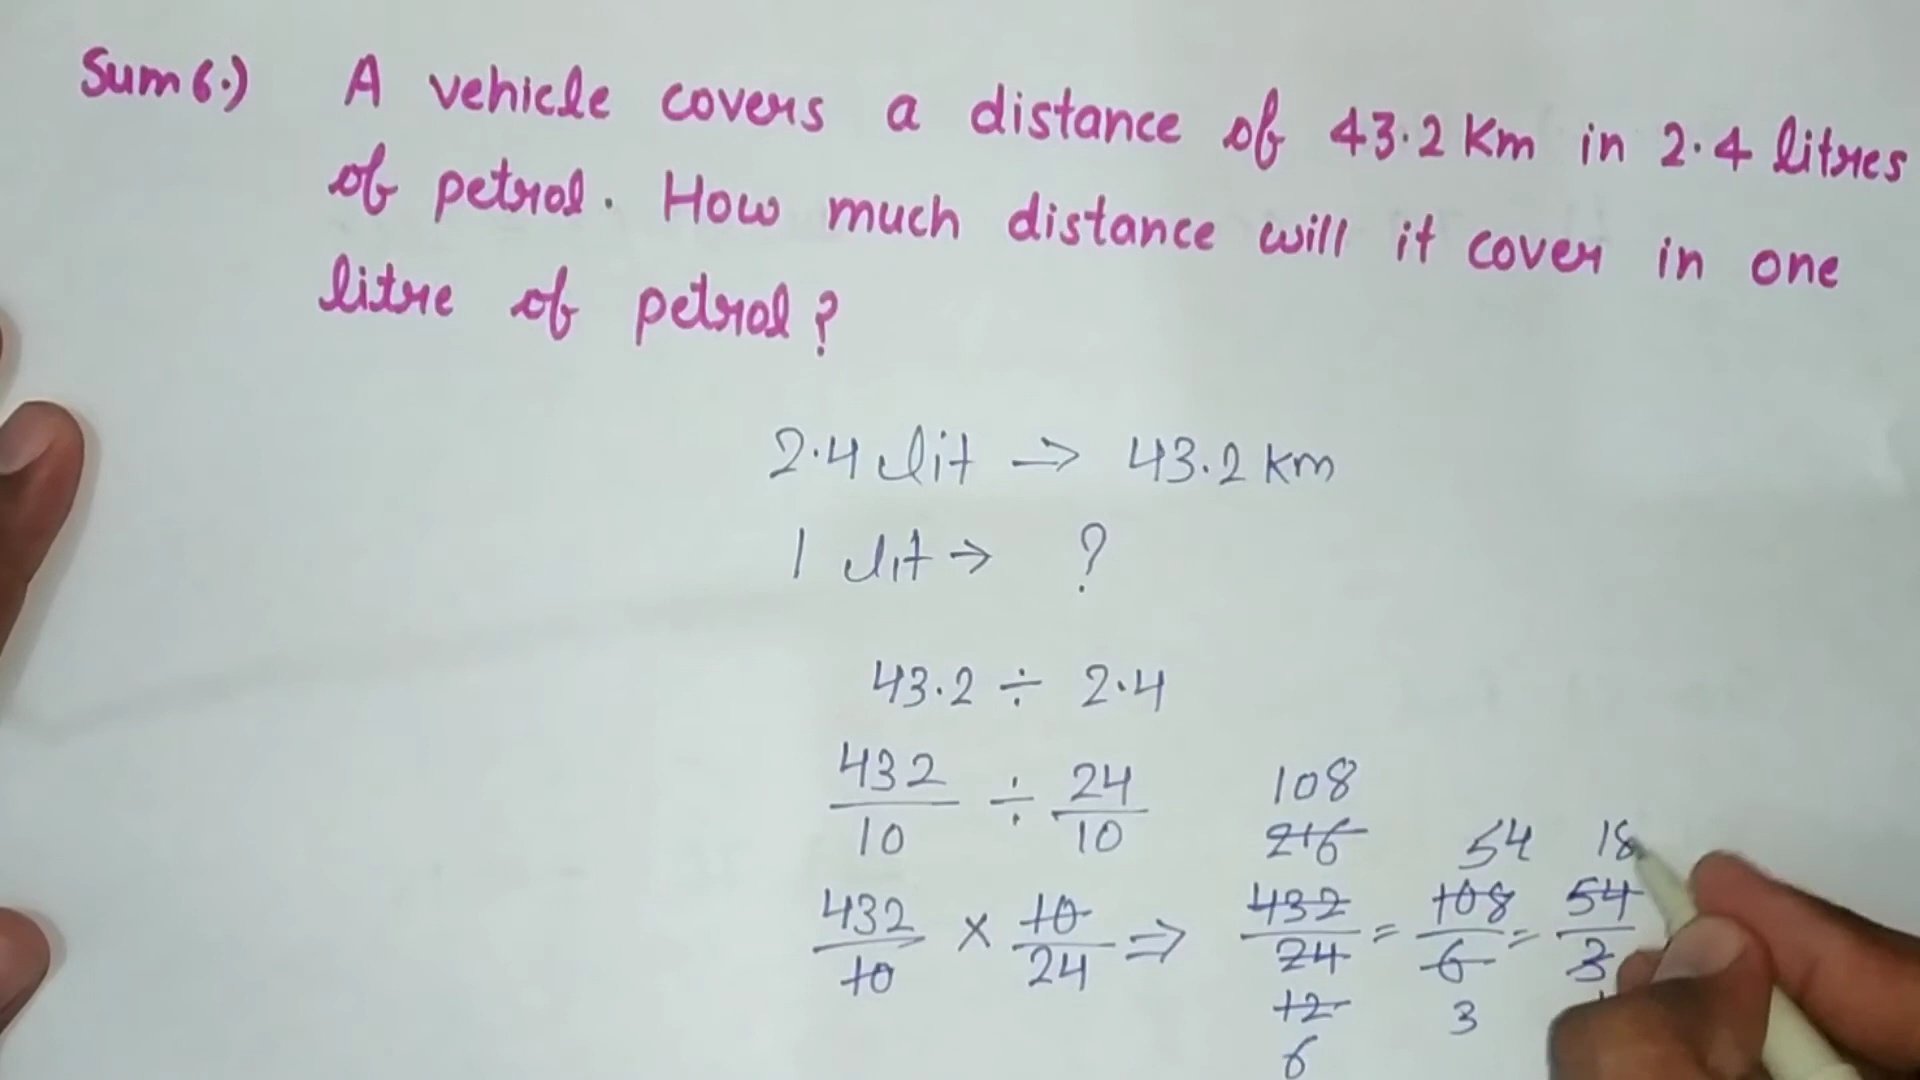 Sum 6.) A vehicle covers a distance of 43.2 Km in 2.4 litres
of petrol. How much distance will it cover in one
litre of petrol?
2.4 lit ⇒ 43.2 km
1 lit → ?
43.2 ÷ 2.4
432/10 ÷ 24/10
108
216 54 18
432/10 × 10/24 ⇒ 432/24 = 108/6 = 54/3
12 3 1
6